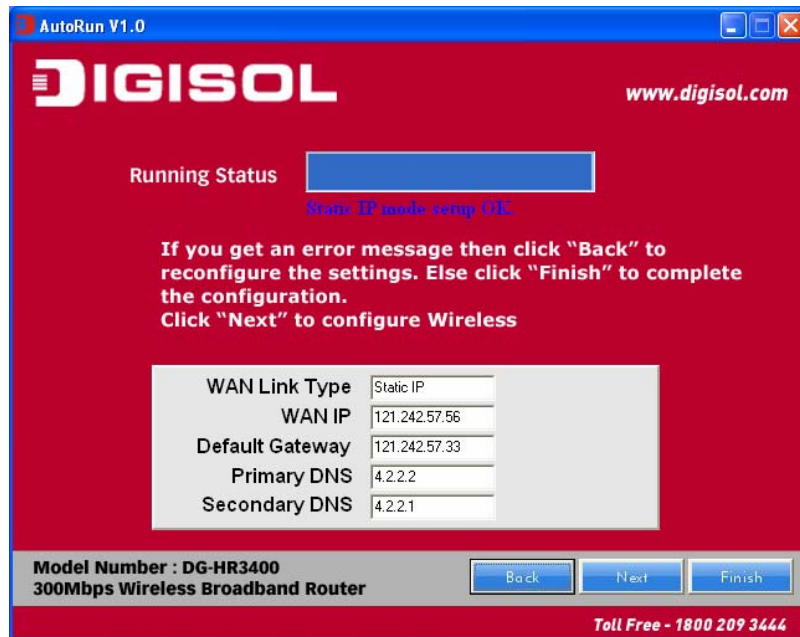 AutoRun V1.0
DIGISOL
www.digisol.com
Running Status
Static IP mode setup OK.
If you get an error message then click “Back” to
reconfigure the settings. Else click “Finish” to complete
the configuration.
Click “Next” to configure Wireless
WAN Link Type Static IP
WAN IP 121.242.57.56
Default Gateway 121.242.57.33
Primary DNS 4.2.2.2
Secondary DNS 4.2.2.1
Model Number : DG-HR3400
300Mbps Wireless Broadband Router
Back Next Finish
Toll Free - 1800 209 3444